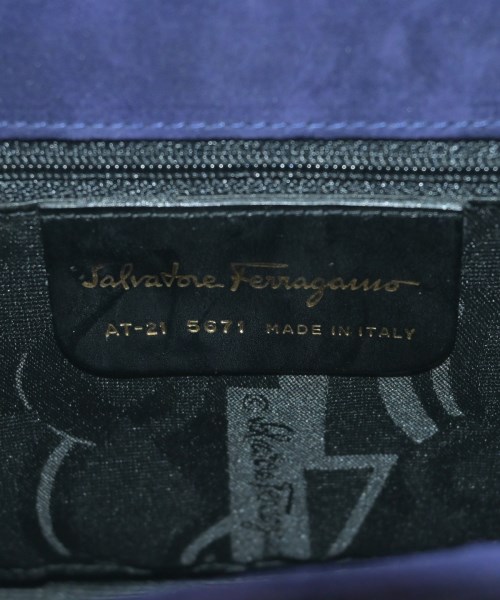 Salvatore Ferragamo
AT-21 5671 MADE IN ITALY
©